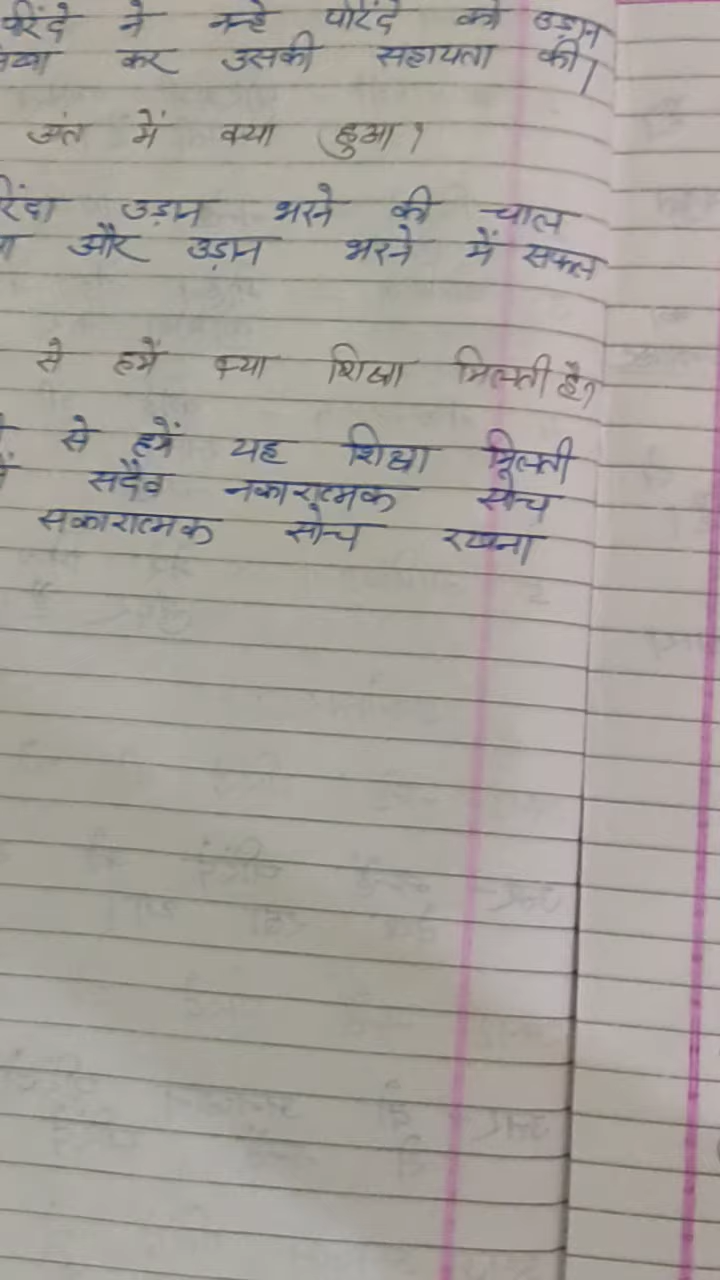 परिंदे ने नन्हे परिंदे को उड़ान
कर उसकी सहायता की।
अंत में क्या हुआ?
उड़ान भरने की चाल
और उड़ान भरने में सफल
से हमें क्या शिक्षा मिलती है?
से हमें यह शिक्षा मिलती
सदैव नकारात्मक सोच
सकारात्मक सोच रखना